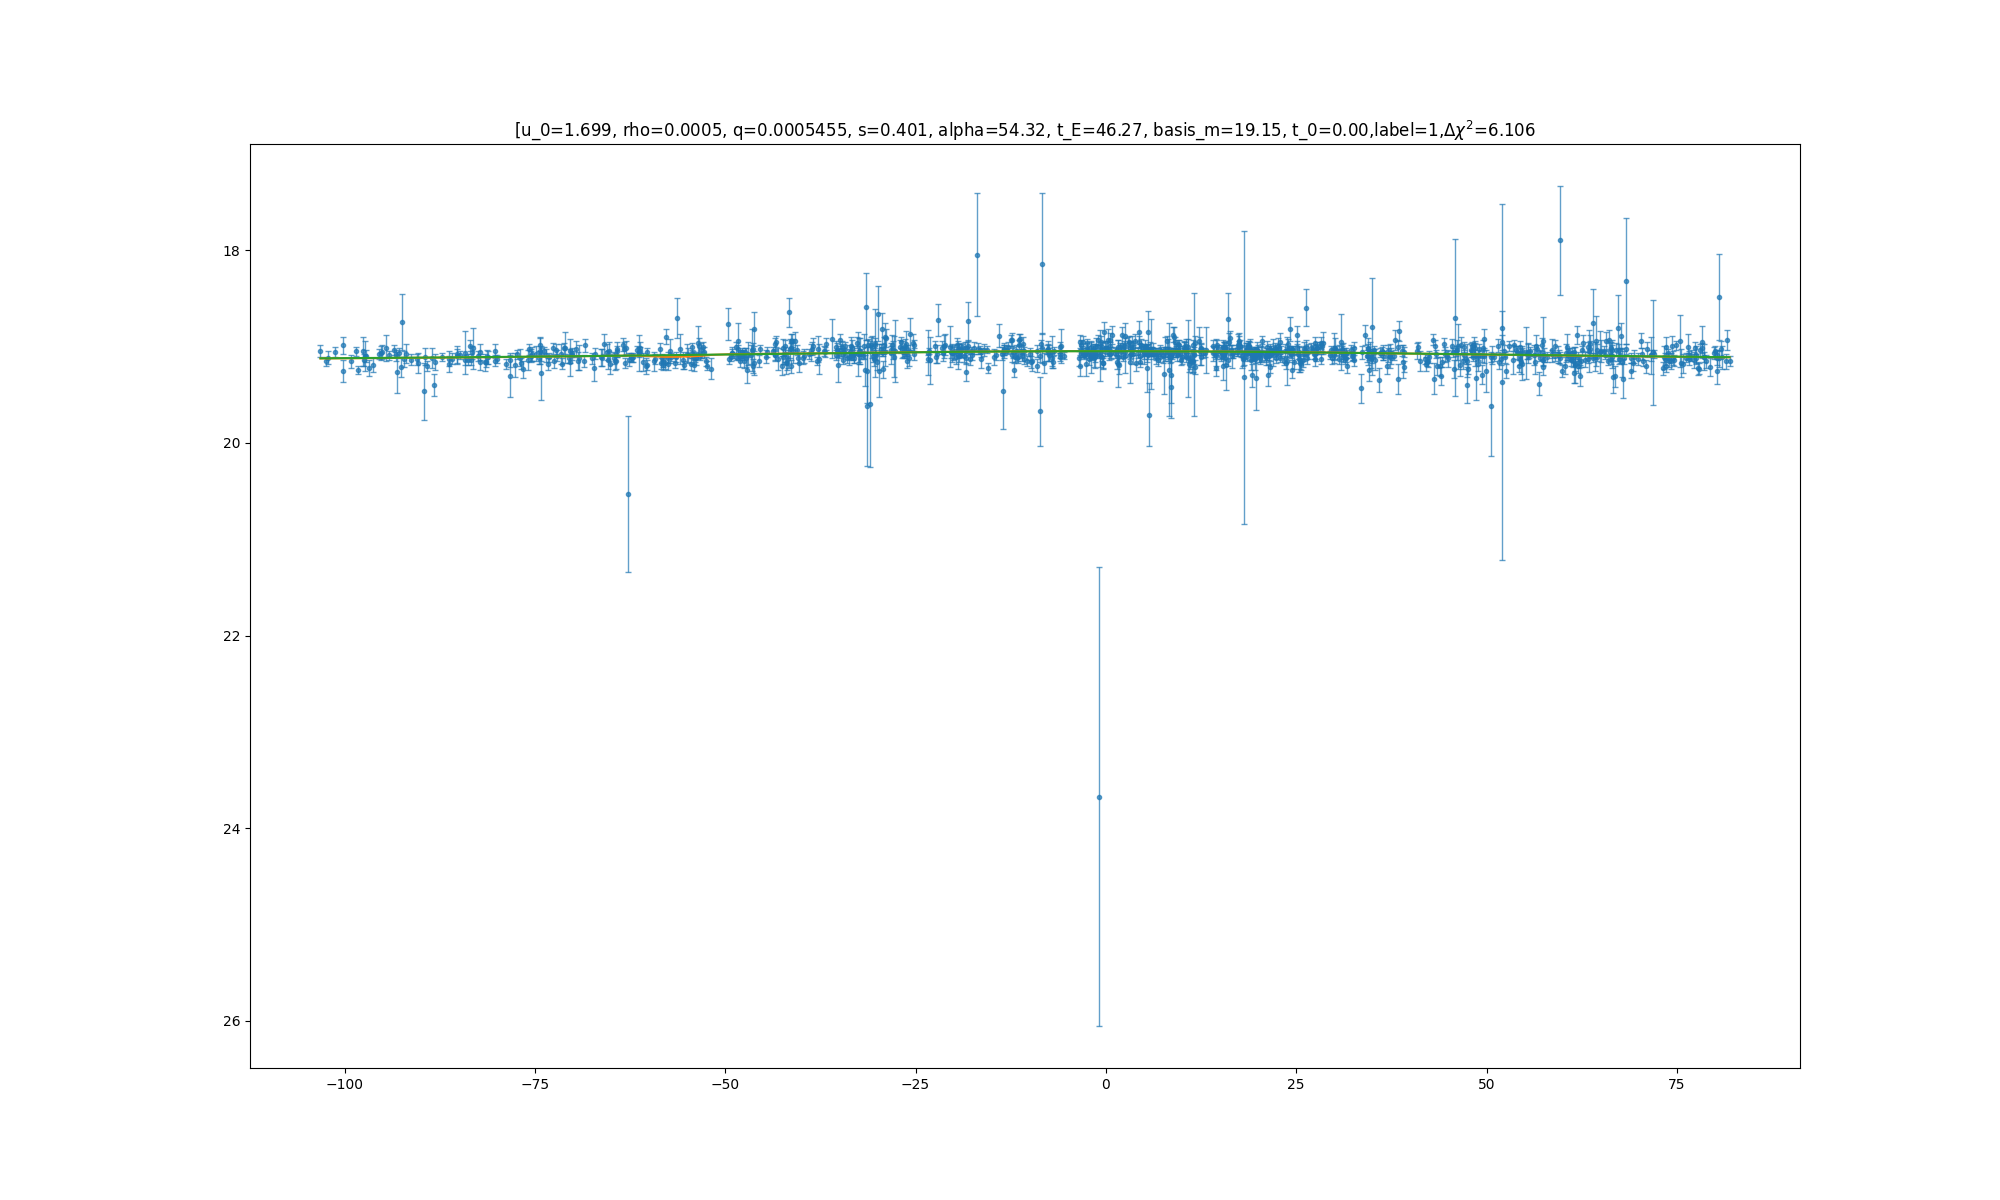 [u_0=1.699, rho=0.0005, q=0.0005455, s=0.401, alpha=54.32, t_E=46.27, basis_m=19.15, t_0=0.00,label=1,Δχ²=6.106
18
20
22
24
26
−100 −75 −50 −25 0 25 50 75